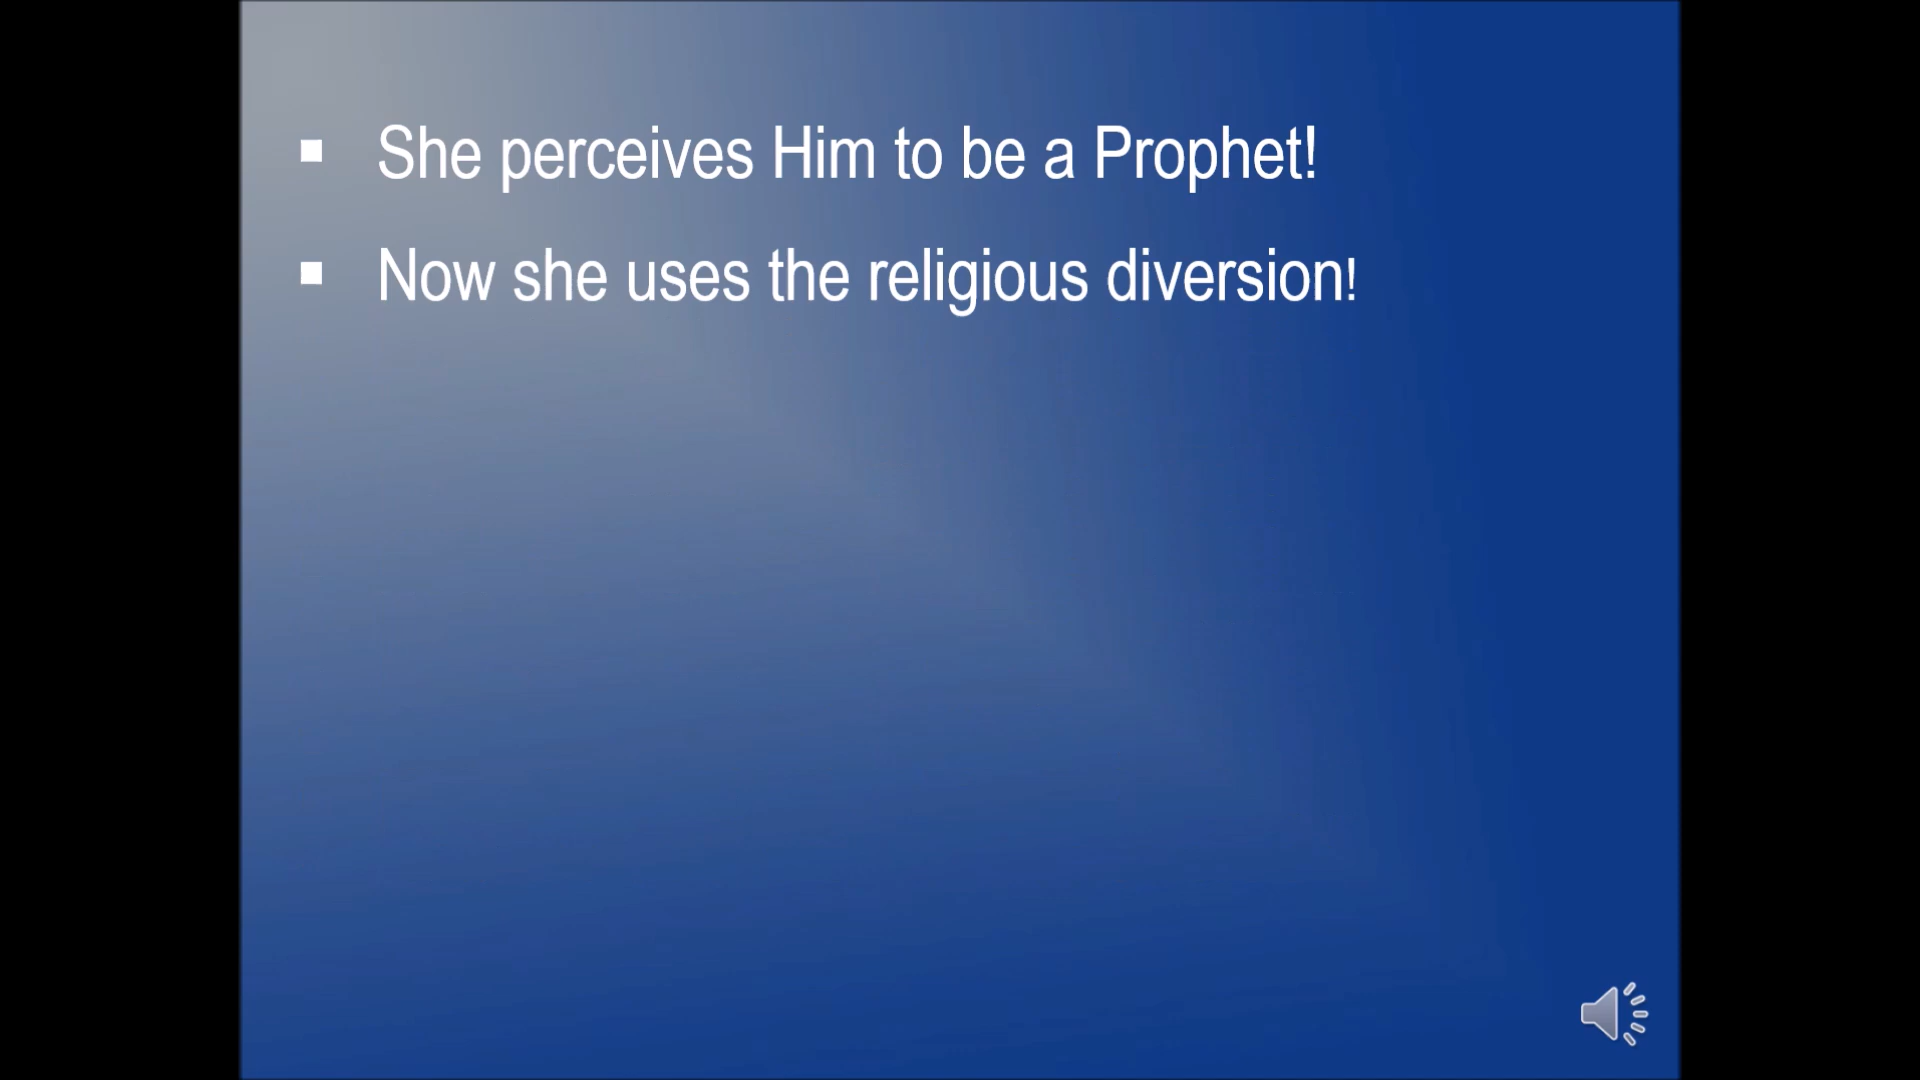 ▪ She perceives Him to be a Prophet!
▪ Now she uses the religious diversion!